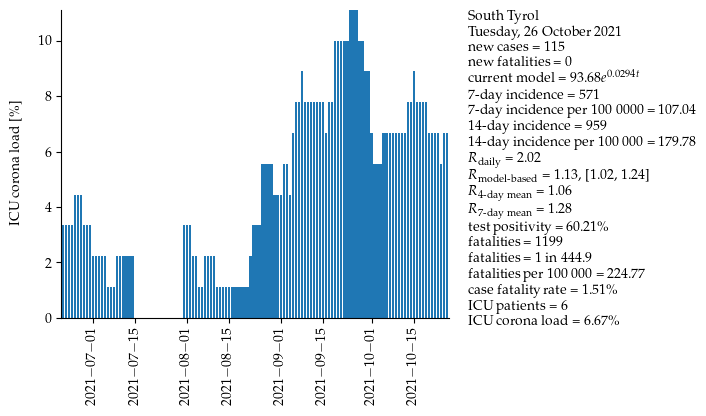 ICU corona load [%]
10
8
6
4
2
0
2021−07−01
2021−07−15
2021−08−01
2021−08−15
2021−09−01
2021−09−15
2021−10−01
2021−10−15
South Tyrol
Tuesday, 26 October 2021
new cases = 115
new fatalities = 0
current model = 93.68e^0.0294t
7-day incidence = 571
7-day incidence per 100 0000 = 107.04
14-day incidence = 959
14-day incidence per 100 000 = 179.78
R_daily = 2.02
R_model-based = 1.13, [1.02, 1.24]
R_4-day mean = 1.06
R_7-day mean = 1.28
test positivity = 60.21%
fatalities = 1199
fatalities = 1 in 444.9
fatalities per 100 000 = 224.77
case fatality rate = 1.51%
ICU patients = 6
ICU corona load = 6.67%